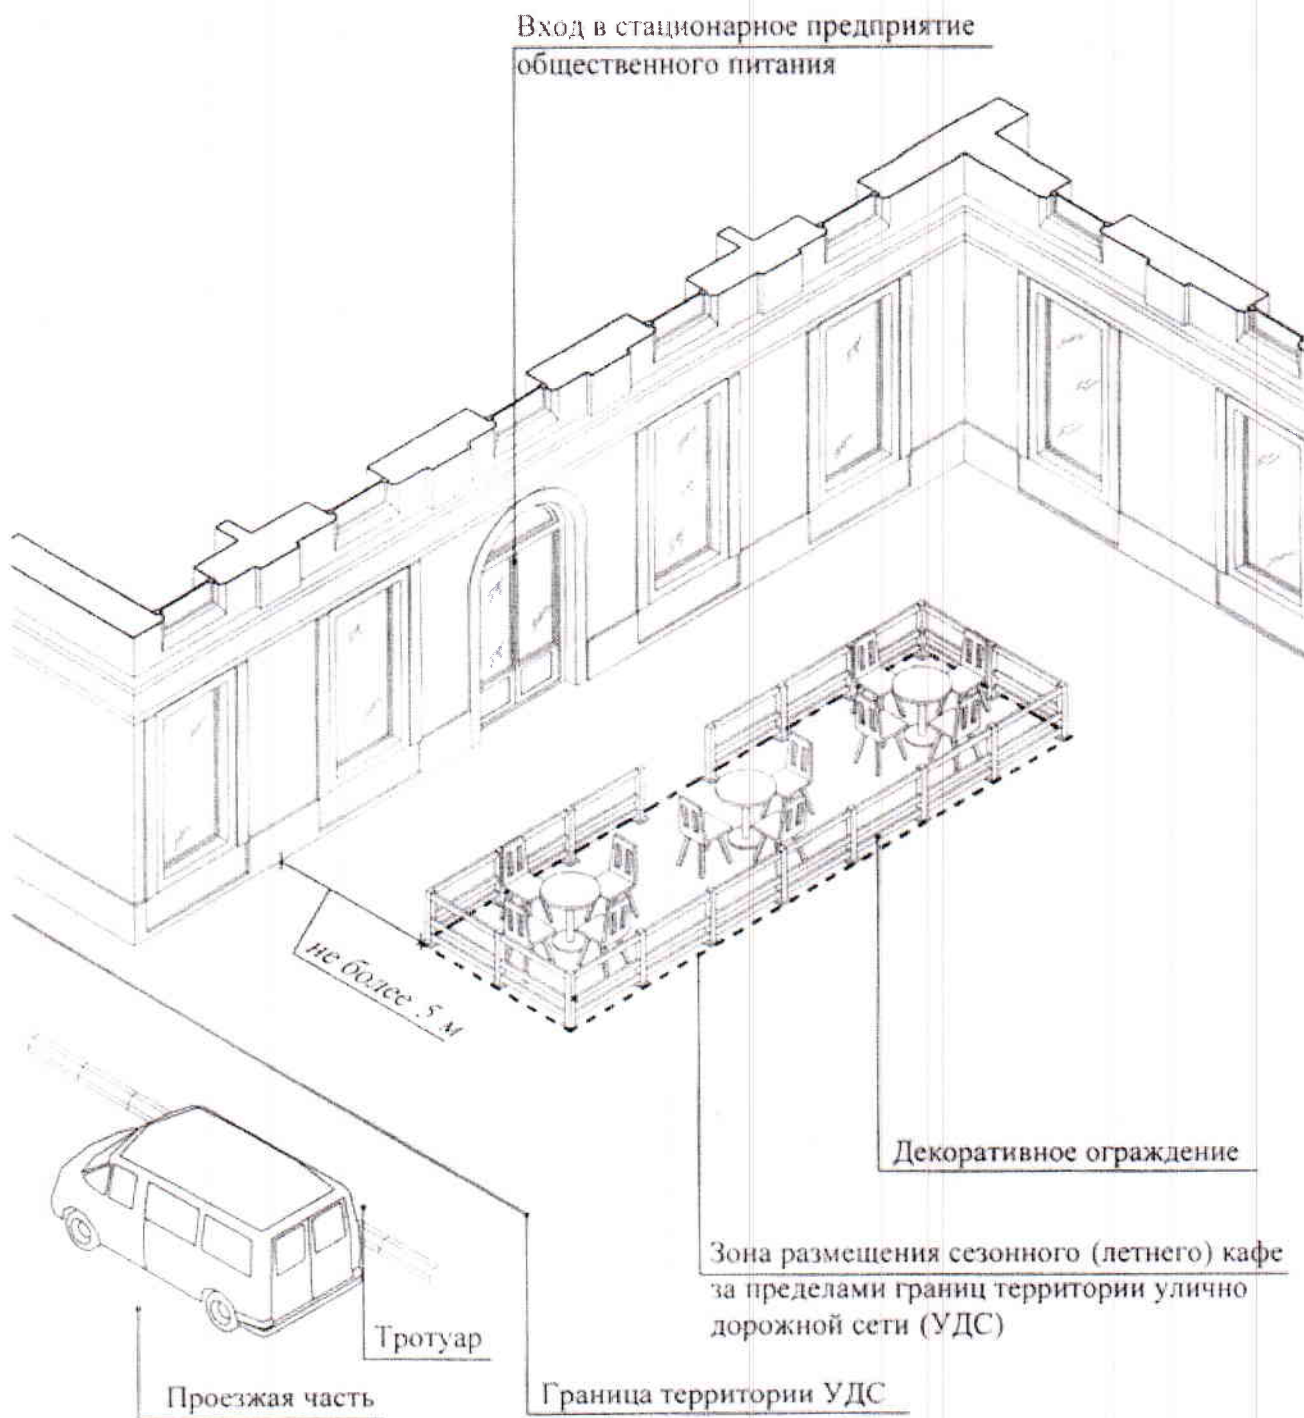 Вход в стационарное предприятие
общественного питания
не более 5 м
Декоративное ограждение
Зона размещения сезонного (летнего) кафе
за пределами границ территории улично
дорожной сети (УДС)
Тротуар
Граница территории УДС
Проезжая часть